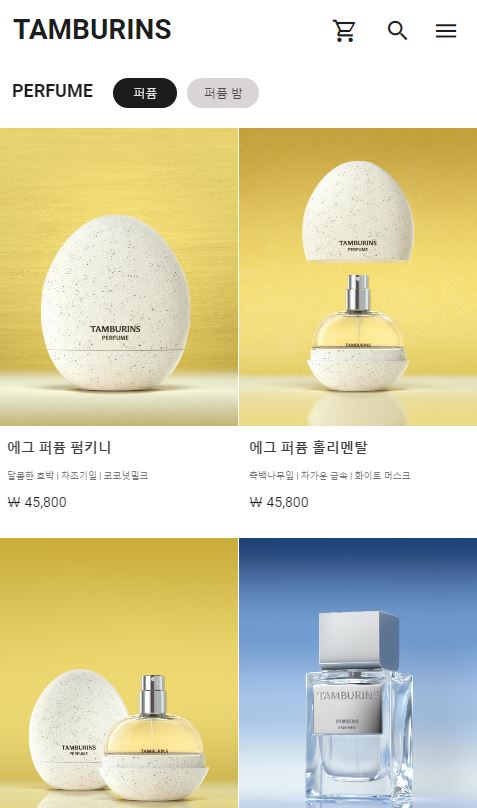 TAMBURINS
PERFUME
퍼퓸
퍼퓸 밤
TAMBURINS
PERFUME
TAMBURINS
PERFUME
TAMBURINS
에그 퍼퓸 펌키니
에그 퍼퓸 홀리멘탈
달콤한 호박 | 차조기잎 | 코코넛밀크
측백나무잎 | 차가운 금속 | 화이트 머스크
₩ 45,800
₩ 45,800
TAMBURINS
PERFUME
TAMBURINS
TAMBURINS
PERFUME